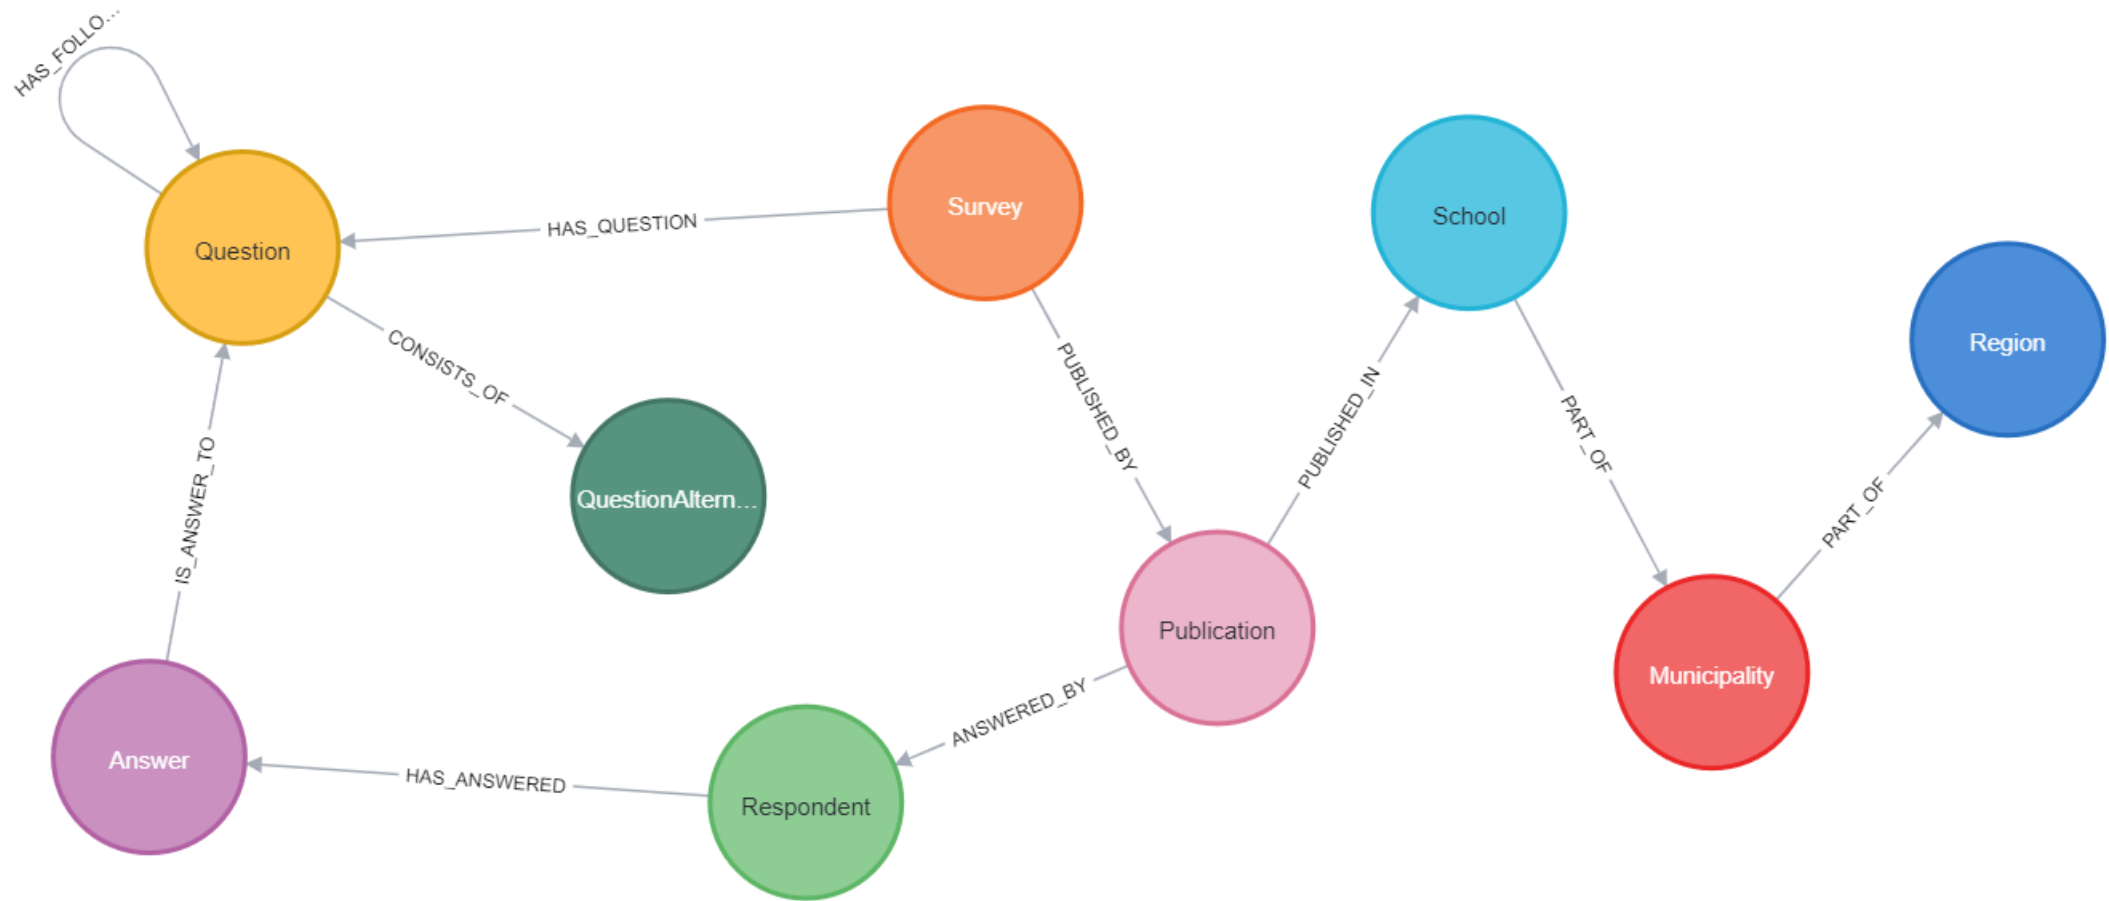 HAS_FOLLO...
Survey
School
HAS_QUESTION
Question
Region
CONSISTS_OF
PUBLISHED_BY
PUBLISHED_IN
PART_OF
IS_ANSWER_TO
QuestionAltern...
PART_OF
Publication
Municipality
ANSWERED_BY
Answer
HAS_ANSWERED
Respondent